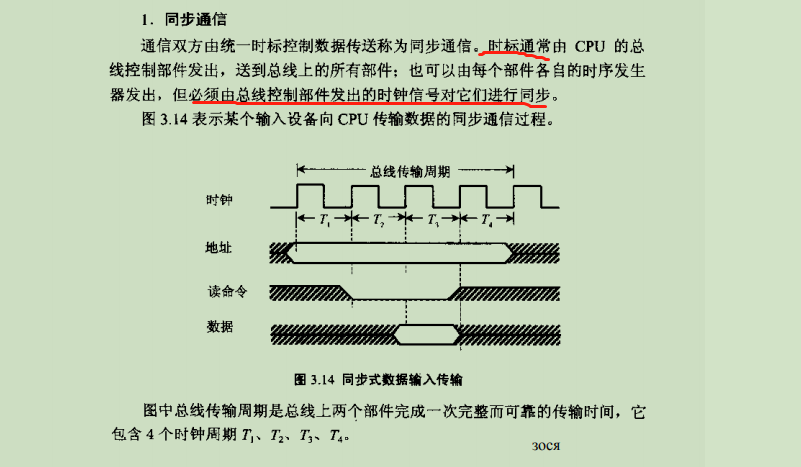 1．同步通信
通信双方由统一时标控制数据传送称为同步通信。时标通常由 CPU 的总
线控制部件发出，送到总线上的所有部件；也可以由每个部件各自的时序发生
器发出，但必须由总线控制部件发出的时钟信号对它们进行同步。
图 3.14 表示某个输入设备向 CPU 传输数据的同步通信过程。
总线传输周期
时钟
T₁ T₂ T₃ T₄
地址
读命令
数据
图 3.14 同步式数据输入传输
图中总线传输周期是总线上两个部件完成一次完整而可靠的传输时间，它
包含 4 个时钟周期 T₁、T₂、T₃、T₄。
зося